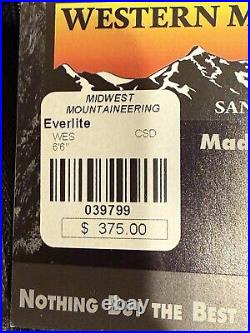 WESTERN M
SAN
Mad
MIDWEST
MOUNTAINEERING
Everlite
WES CSD
6'6"
039799
$ 375.00
NOTHING BUT THE BEST